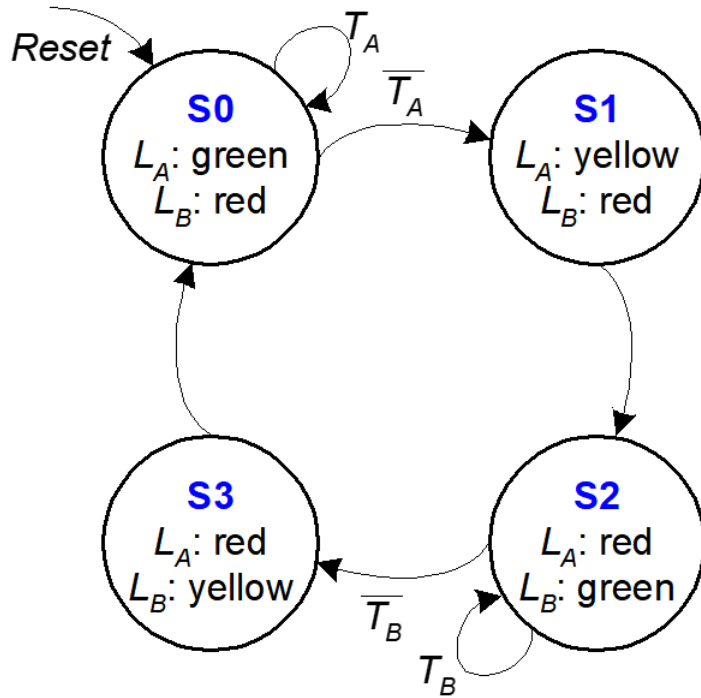 Reset
T_A
T̅_A
S0
L_A: green
L_B: red
S1
L_A: yellow
L_B: red
S3
L_A: red
L_B: yellow
S2
L_A: red
L_B: green
T̅_B
T_B